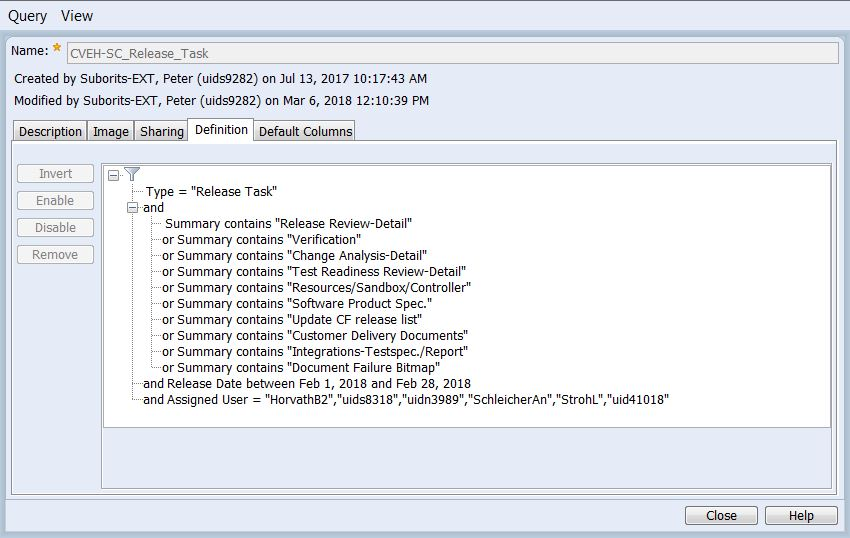 Query View
Name: CVEH-SC_Release_Task
Created by Suborits-EXT, Peter (uids9282) on Jul 13, 2017 10:17:43 AM
Modified by Suborits-EXT, Peter (uids9282) on Mar 6, 2018 12:10:39 PM
Description Image Sharing Definition Default Columns
Invert
Enable
Disable
Remove
Type = "Release Task"
and
Summary contains "Release Review-Detail"
or Summary contains "Verification"
or Summary contains "Change Analysis-Detail"
or Summary contains "Test Readiness Review-Detail"
or Summary contains "Resources/Sandbox/Controller"
or Summary contains "Software Product Spec."
or Summary contains "Update CF release list"
or Summary contains "Customer Delivery Documents"
or Summary contains "Integrations-Testspec./Report"
or Summary contains "Document Failure Bitmap"
and Release Date between Feb 1, 2018 and Feb 28, 2018
and Assigned User = "HorvathB2","uids8318","uidn3989","SchleicherAn","StrohL","uid41018"
Close Help